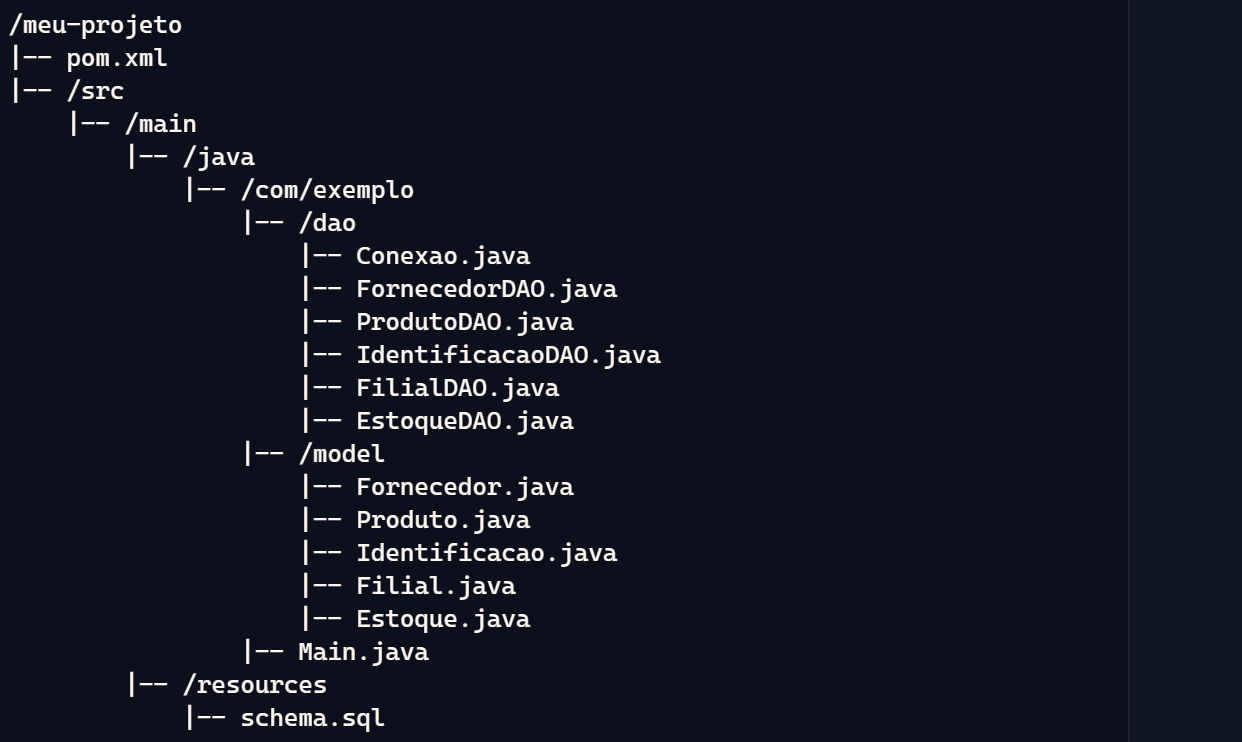 /meu-projeto
|-- pom.xml
|-- /src
    |-- /main
        |-- /java
            |-- /com/exemplo
                |-- /dao
                    |-- Conexao.java
                    |-- FornecedorDAO.java
                    |-- ProdutoDAO.java
                    |-- IdentificacaoDAO.java
                    |-- FilialDAO.java
                    |-- EstoqueDAO.java
                |-- /model
                    |-- Fornecedor.java
                    |-- Produto.java
                    |-- Identificacao.java
                    |-- Filial.java
                    |-- Estoque.java
                |-- Main.java
        |-- /resources
            |-- schema.sql